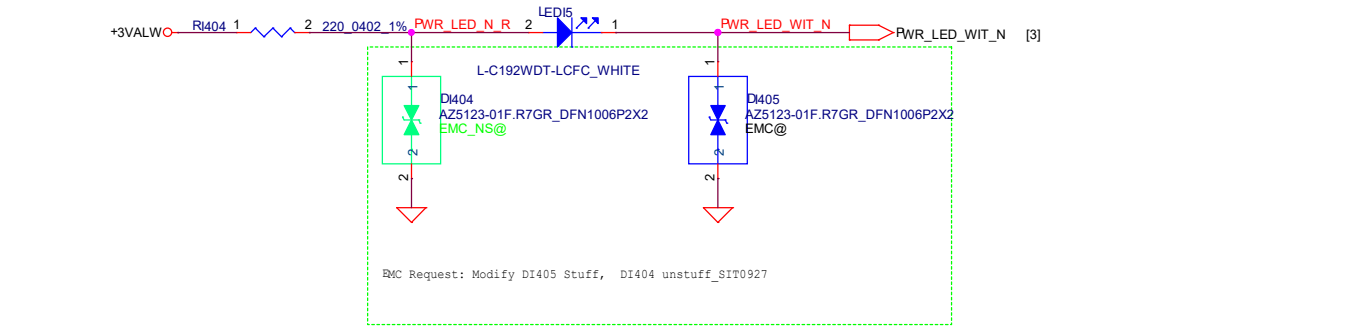 LEDI5
+3VALW RI404 1 2 220_0402_1% PWR_LED_N_R 2 1 PWR_LED_WIT_N PWR_LED_WIT_N [3]
L-C192WDT-LCFC_WHITE
1 1
1 DI404 1 DI405
AZ5123-01F.R7GR_DFN1006P2X2 AZ5123-01F.R7GR_DFN1006P2X2
EMC_NS@ EMC@
2 2
2 2
EMC Request: Modify DI405 Stuff, DI404 unstuff_SIT0927